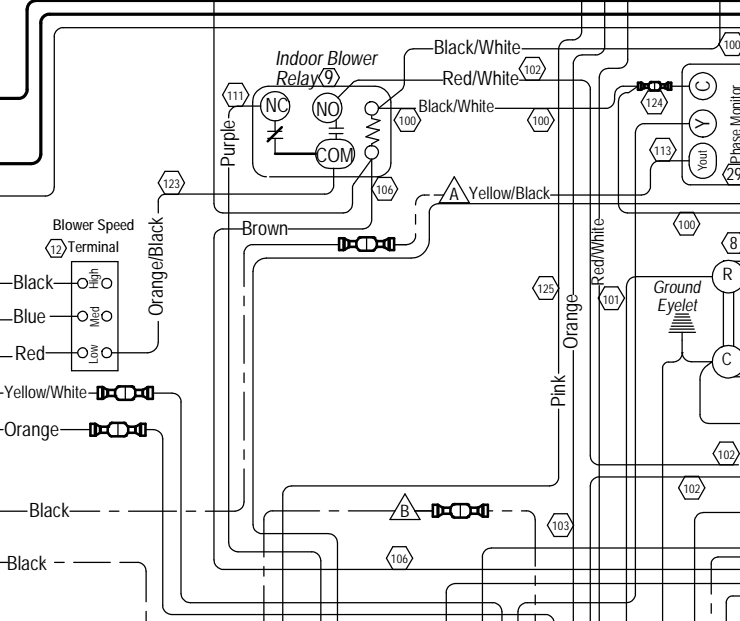 Black/White
100
Indoor Blower
Relay 9
102
Red/White
111
NC
NO
Black/White
100
100
124
C
Y
Yout
Phase Monitor
29
113
Purple
COM
123
106
A
Yellow/Black
100
Blower Speed
12 Terminal
Brown
Orange/Black
Red/White
8
Black
High
R
125
101
Ground
Eyelet
Blue
Med
Orange
Red
Low
C
Pink
Yellow/White
Orange
102
102
Black
B
103
106
Black